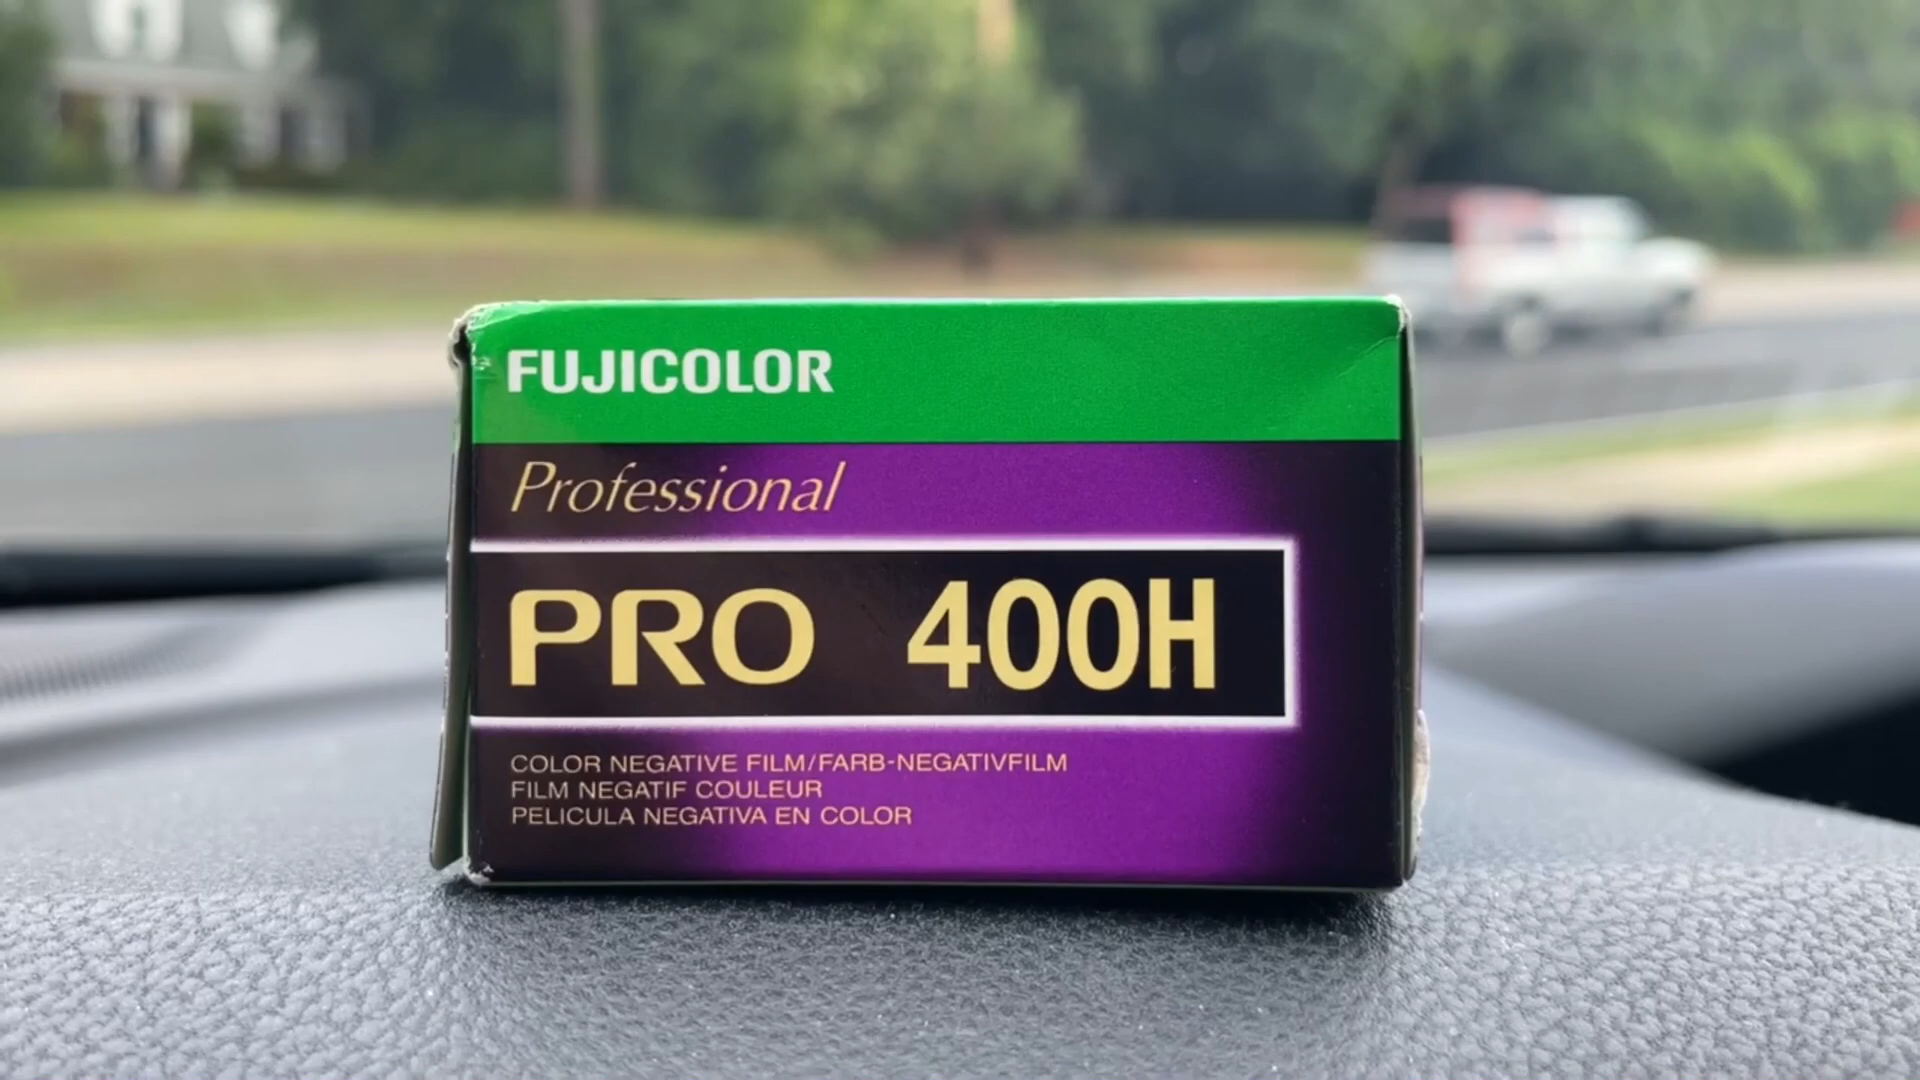 FUJICOLOR
Professional
PRO 400H
COLOR NEGATIVE FILM/FARB-NEGATIVFILM
FILM NEGATIF COULEUR
PELICULA NEGATIVA EN COLOR